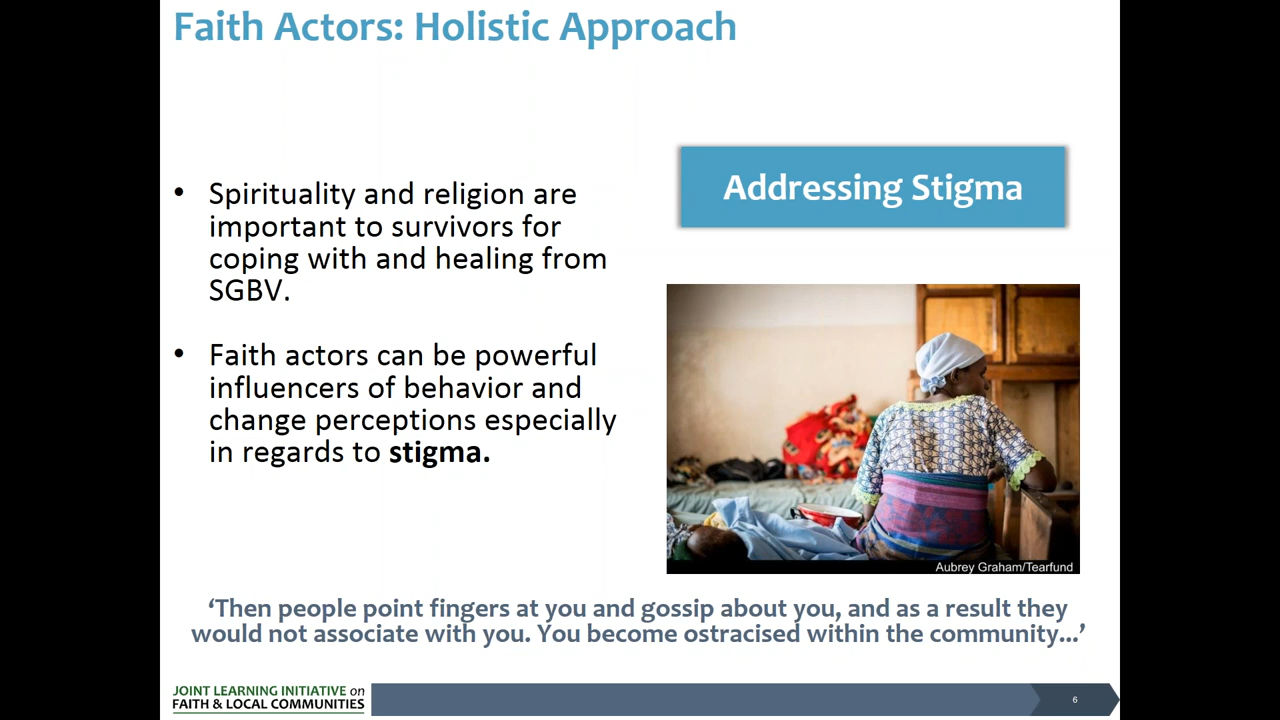 Faith Actors: Holistic Approach
• Spirituality and religion are
important to survivors for
coping with and healing from
SGBV.
• Faith actors can be powerful
influencers of behavior and
change perceptions especially
in regards to stigma.
Addressing Stigma
Aubrey Graham/Tearfund
‘Then people point fingers at you and gossip about you, and as a result they
would not associate with you. You become ostracised within the community...’
JOINT LEARNING INITIATIVE on
FAITH & LOCAL COMMUNITIES
6